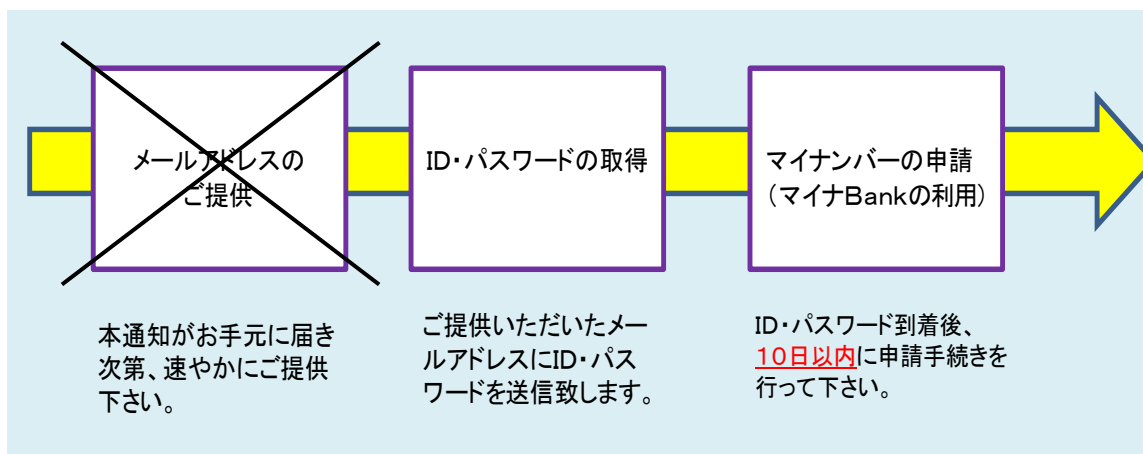 メールアドレスの
ご提供
ID・パスワードの取得
マイナンバーの申請
（マイナBankの利用）
本通知がお手元に届き
次第、速やかにご提供
下さい。
ご提供いただいたメー
ルアドレスにID・パス
ワードを送信致します。
ID・パスワード到着後、
１０日以内に申請手続きを
行って下さい。